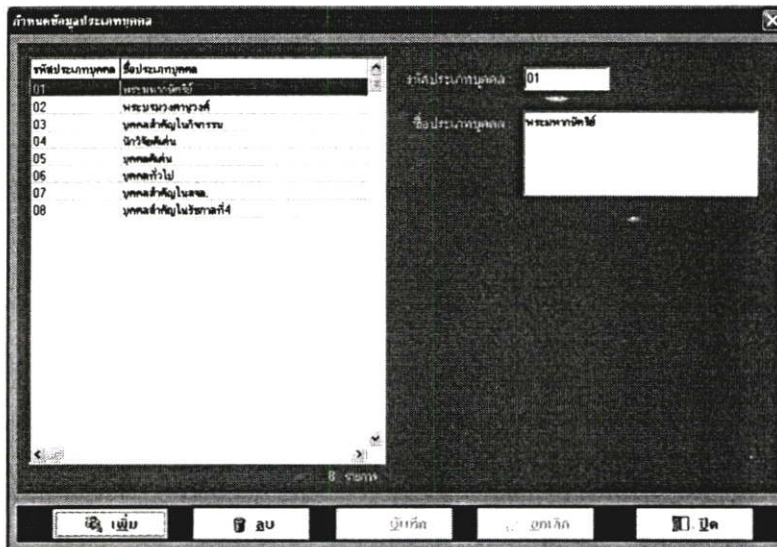 กำหนดข้อมูลประเภทบุคคล
รหัสประเภทบุคคล ชื่อประเภทบุคคล
01 พระมหากษัตริย์
02 พระบรมวงศานุวงศ์
03 บุคคลสำคัญในกิจกรรม
04 นักวิจัยดีเด่น
05 บุคคลดีเด่น
06 บุคคลทั่วไป
07 บุคคลสำคัญในสจล.
08 บุคคลสำคัญในรัชกาลที่4
8 รายการ
รหัสประเภทบุคคล 01
ชื่อประเภทบุคคล พระมหากษัตริย์
เพิ่ม ลบ บันทึก ยกเลิก ปิด